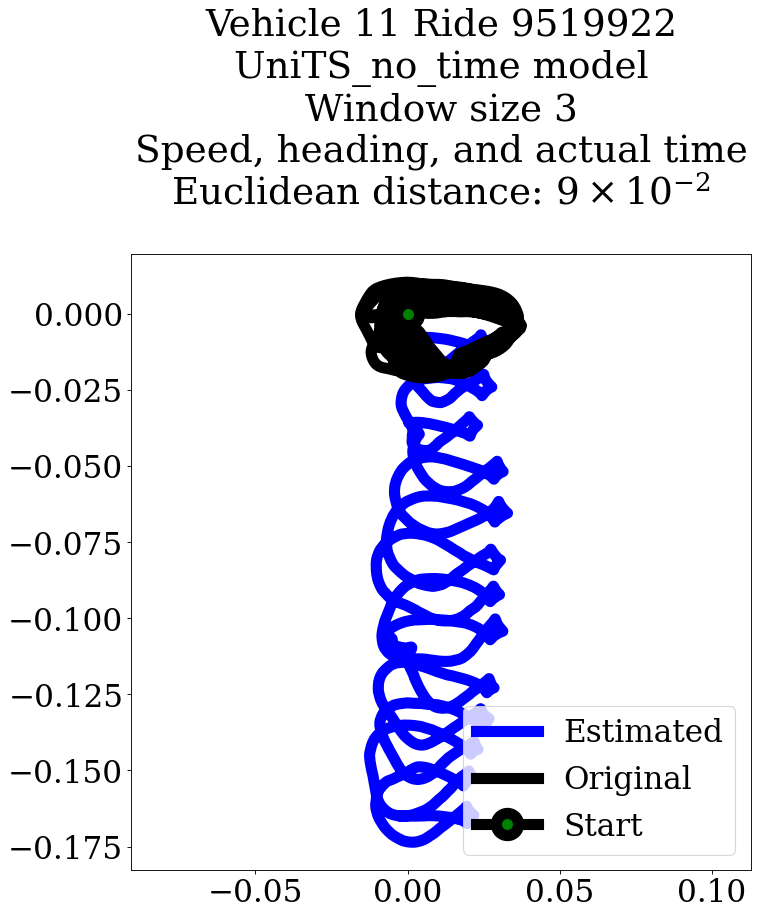 Vehicle 11 Ride 9519922
UniTS_no_time model
Window size 3
Speed, heading, and actual time
Euclidean distance: 9 × 10⁻²
0.000
−0.025
−0.050
−0.075
−0.100
−0.125
−0.150
−0.175
Estimated
Original
Start
−0.05
0.00
0.05
0.10